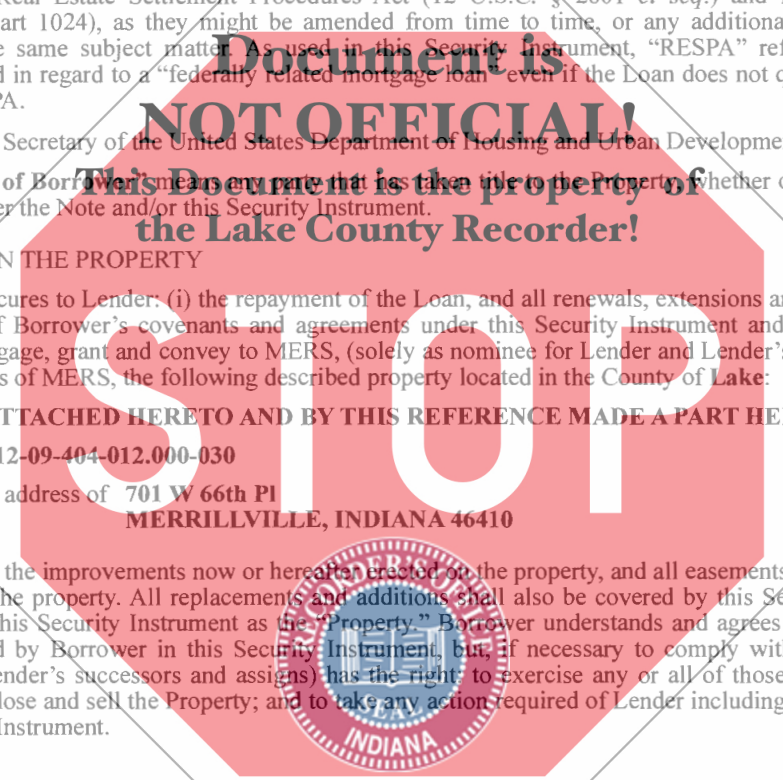 Real Estate Settlement Procedures Act (12 U.S.C. § 2601 et seq.) and
art 1024), as they might be amended from time to time, or any additiona
e same subject matter. As used in this Security Instrument, “RESPA” ref
d in regard to a “federally related mortgage loan” even if the Loan does not q
PA.
Document is
NOT OFFICIAL!
This Document is the property of
the Lake County Recorder!
Secretary of the United States Department of Housing and Urban Developme
of Borrower” means any party that has taken title to the Property, whether o
er the Note and/or this Security Instrument.
N THE PROPERTY
cures to Lender: (i) the repayment of the Loan, and all renewals, extensions a
f Borrower’s covenants and agreements under this Security Instrument and
gage, grant and convey to MERS, (solely as nominee for Lender and Lender’s
s of MERS, the following described property located in the County of Lake:
TTACHED HERETO AND BY THIS REFERENCE MADE A PART HE
12-09-404-012.000-030
address of 701 W 66th Pl
MERRILLVILLE, INDIANA 46410
STOP
the improvements now or hereafter erected on the property, and all easements
he property. All replacements and additions shall also be covered by this Se
his Security Instrument as the “Property.” Borrower understands and agrees
d by Borrower in this Security Instrument, but, if necessary to comply wit
ender’s successors and assigns) has the right: to exercise any or all of those
lose and sell the Property; and to take any action required of Lender including
Instrument.
SEAL
INDIANA